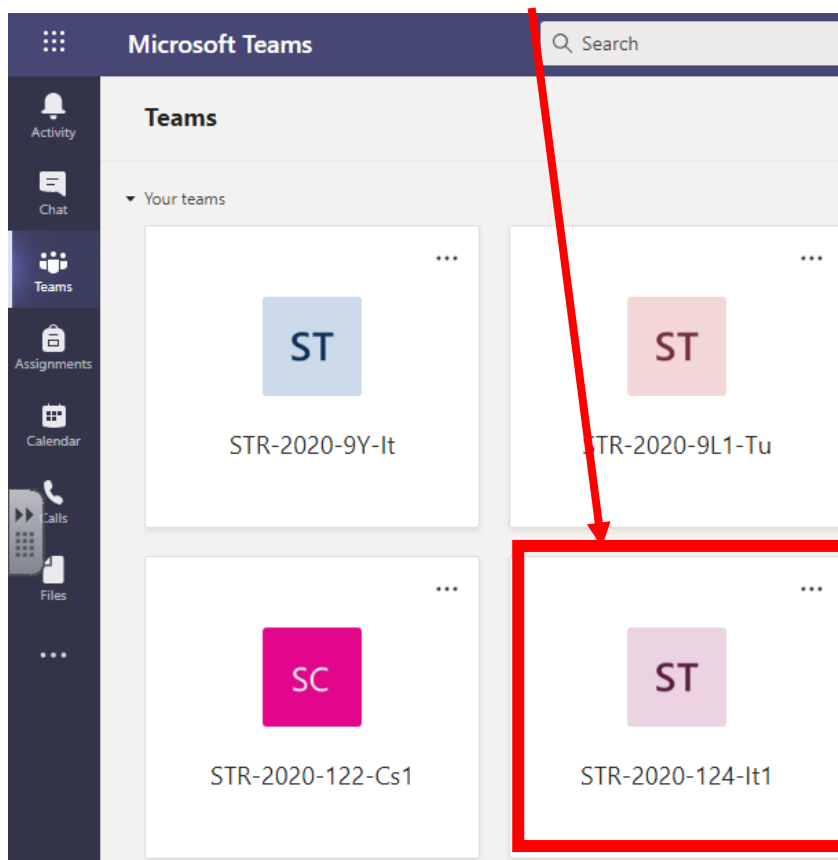 Microsoft Teams
Search
Activity
Chat
Teams
Assignments
Calendar
Calls
Files
Teams
Your teams
ST
STR-2020-9Y-It
ST
STR-2020-9L1-Tu
SC
STR-2020-122-Cs1
ST
STR-2020-124-It1